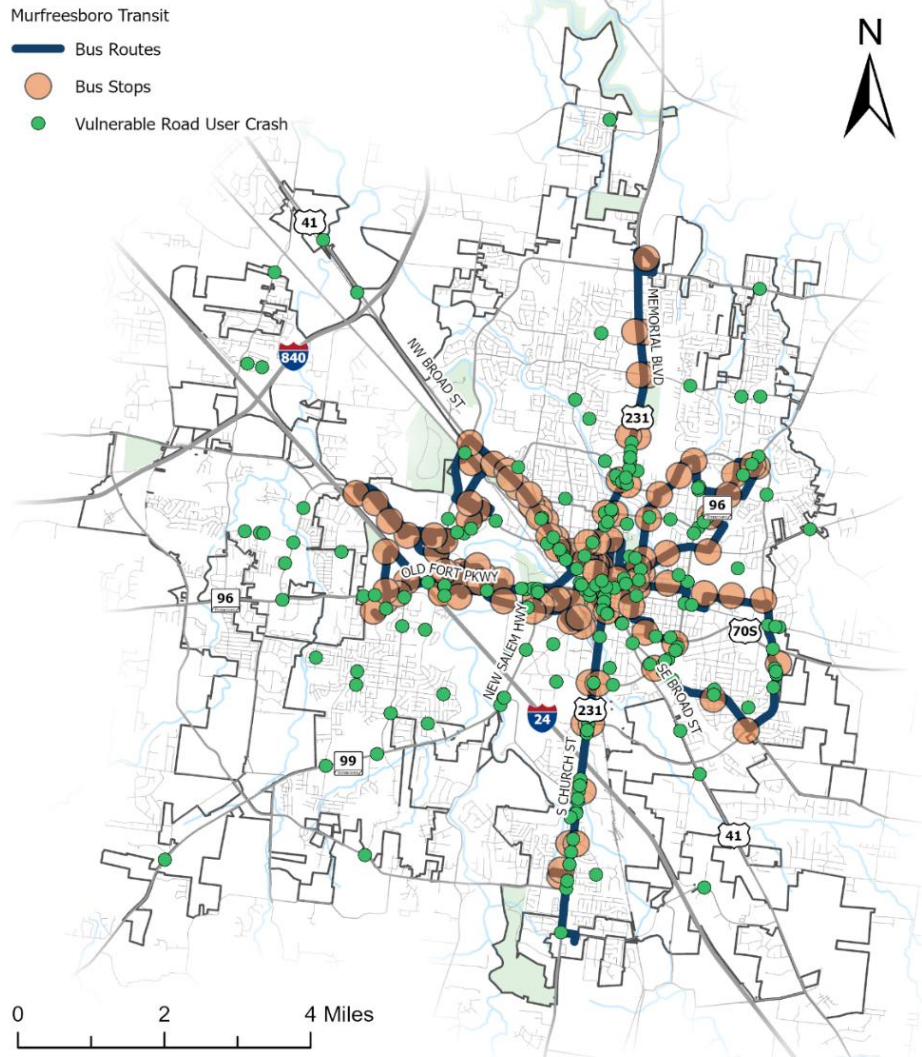 Murfreesboro Transit
Bus Routes
Bus Stops
Vulnerable Road User Crash
N
41
MEMORIAL BLVD
840
NW BROAD ST
231
96
OLD FORT PKWY
96
NEW SALEM HWY
70S
SE BROAD ST
231
24
S CHURCH ST
99
41
0 2 4 Miles